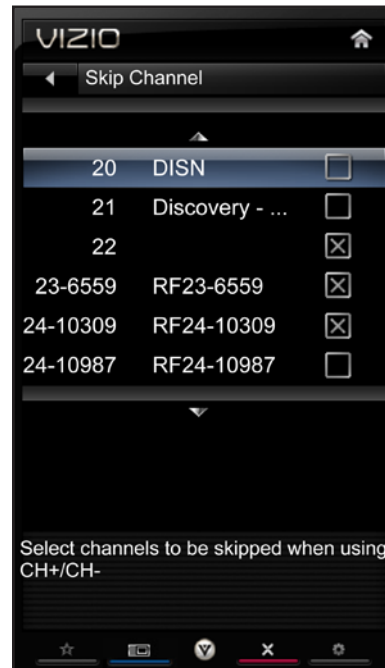 VIZIO
Skip Channel
20 DISN
21 Discovery - ...
22
23-6559 RF23-6559
24-10309 RF24-10309
24-10987 RF24-10987
Select channels to be skipped when using
CH+/CH-
V